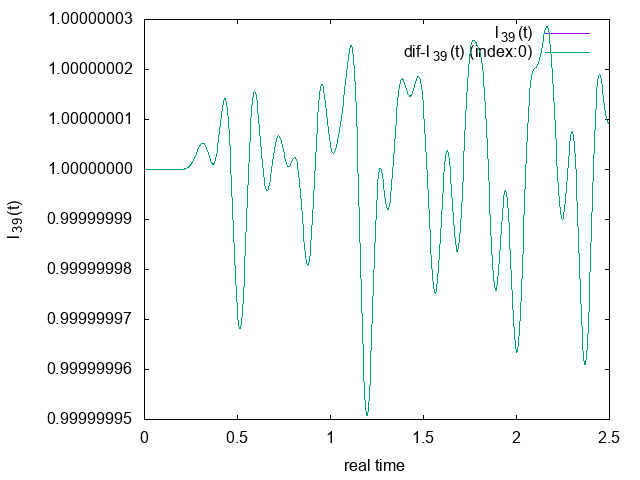 1.00000003
1.00000002
1.00000001
1.00000000
0.99999999
0.99999998
0.99999997
0.99999996
0.99999995
I39(t)
I39(t)
dif-I39(t) (index:0)
0 0.5 1 1.5 2 2.5
real time